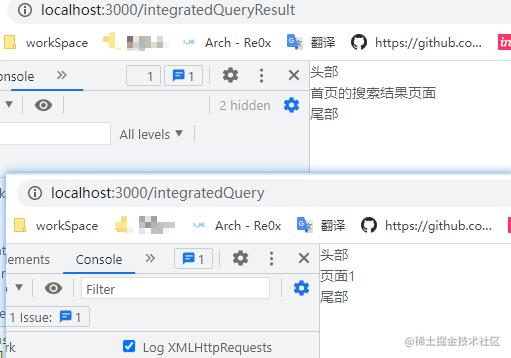 localhost:3000/integratedQueryResult
workSpace
Arch - Re0x
翻译
https://github.co...
onsole
»
1
1
头部
2 hidden
首页的搜索结果页面
All levels ▼
尾部
localhost:3000/integratedQuery
workSpace
Arch - Re0x
翻译
https://github.co...
ements
Console
»
1
头部
Filter
页面1
1 Issue:
1
尾部
rk
Log XMLHttpRequests
@稀土掘金技术社区